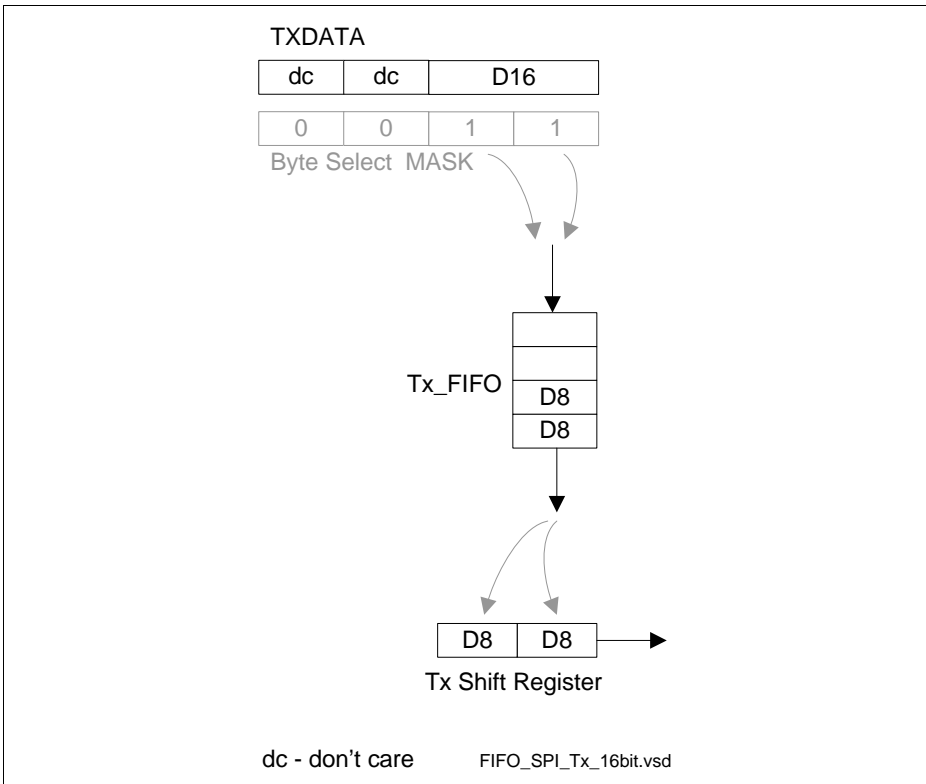 TXDATA
dc dc D16
0 0 1 1
Byte Select MASK
Tx_FIFO
D8
D8
D8 D8
Tx Shift Register
dc - don't care FIFO_SPI_Tx_16bit.vsd